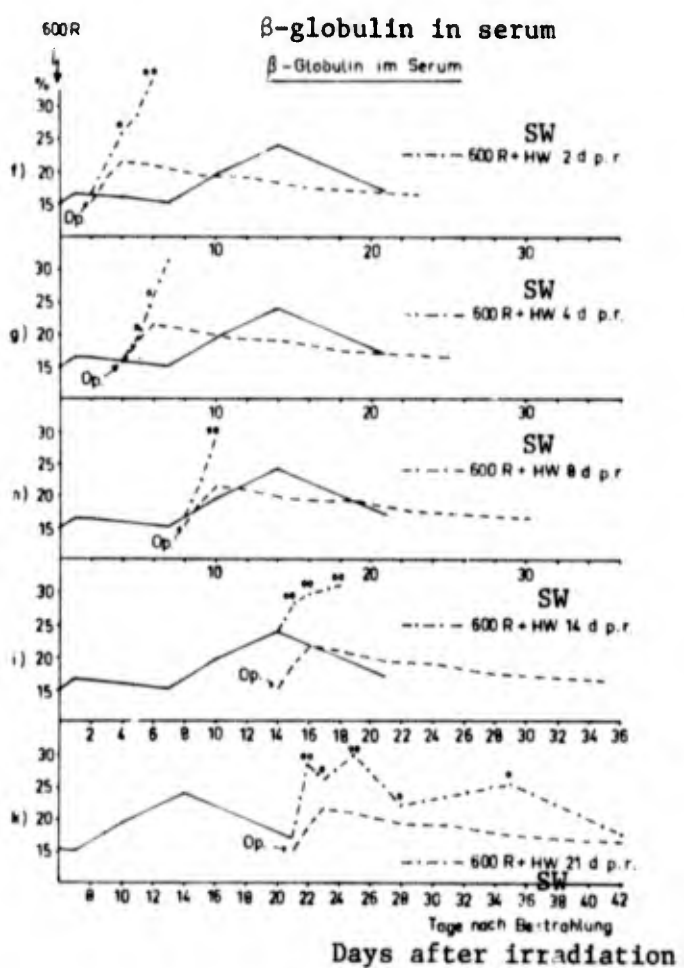 β-globulin in serum
600 R
β-Globulin im Serum
%
30
25
20
15
f)
Op.
SW
600 R + HW 2 d p.r.
10 20 30
30
25
20
15
g)
Op.
SW
600 R + HW 4 d p.r.
10 20 30
30
25
20
15
h)
Op.
SW
600 R + HW 8 d p.r
10 20 30
30
25
20
15
i)
Op.
SW
600 R + HW 14 d p.r.
2 4 6 8 10 12 14 16 18 20 22 24 26 28 30 32 34 36
30
25
20
15
k)
Op.
600 R + HW 21 d p.r.
SW
8 8 10 12 14 16 18 20 22 24 26 28 30 32 34 36 38 40 42
Tage nach Bestrahlung
Days after irradiation